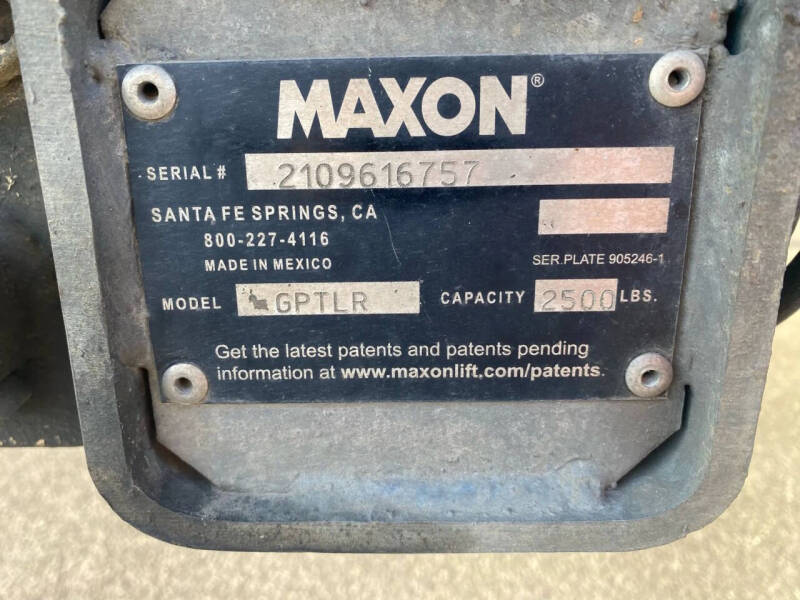 MAXON®
SERIAL # 2109616757
SANTA FE SPRINGS, CA
800-227-4116
MADE IN MEXICO
SER.PLATE 905246-1
MODEL GPTLR CAPACITY 2500 LBS.
Get the latest patents and patents pending
information at www.maxonlift.com/patents.